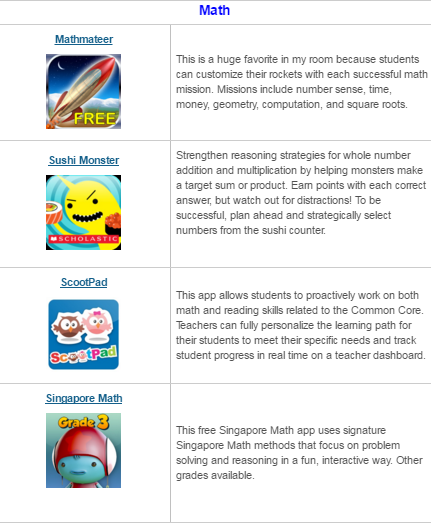 Math
Mathmateer
FREE
This is a huge favorite in my room because students
can customize their rockets with each successful math
mission. Missions include number sense, time,
money, geometry, computation, and square roots.
Sushi Monster
SCHOLASTIC
Strengthen reasoning strategies for whole number
addition and multiplication by helping monsters make
a target sum or product. Earn points with each correct
answer, but watch out for distractions! To be
successful, plan ahead and strategically select
numbers from the sushi counter.
ScootPad
ScootPad
This app allows students to proactively work on both
math and reading skills related to the Common Core.
Teachers can fully personalize the learning path for
their students to meet their specific needs and track
student progress in real time on a teacher dashboard.
Singapore Math
Grade 3
This free Singapore Math app uses signature
Singapore Math methods that focus on problem
solving and reasoning in a fun, interactive way. Other
grades available.